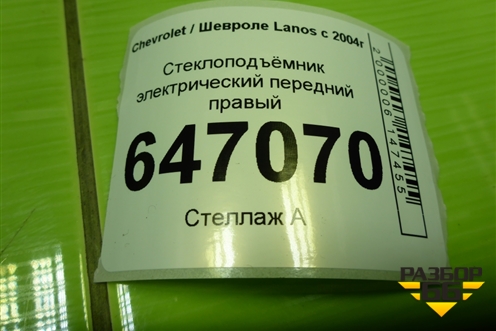 Chevrolet / Шевроле Lanos с 2004г
Стеклоподъёмник
электрический передний
правый
647070
Стеллаж А
2000006147455
РАЗБОР